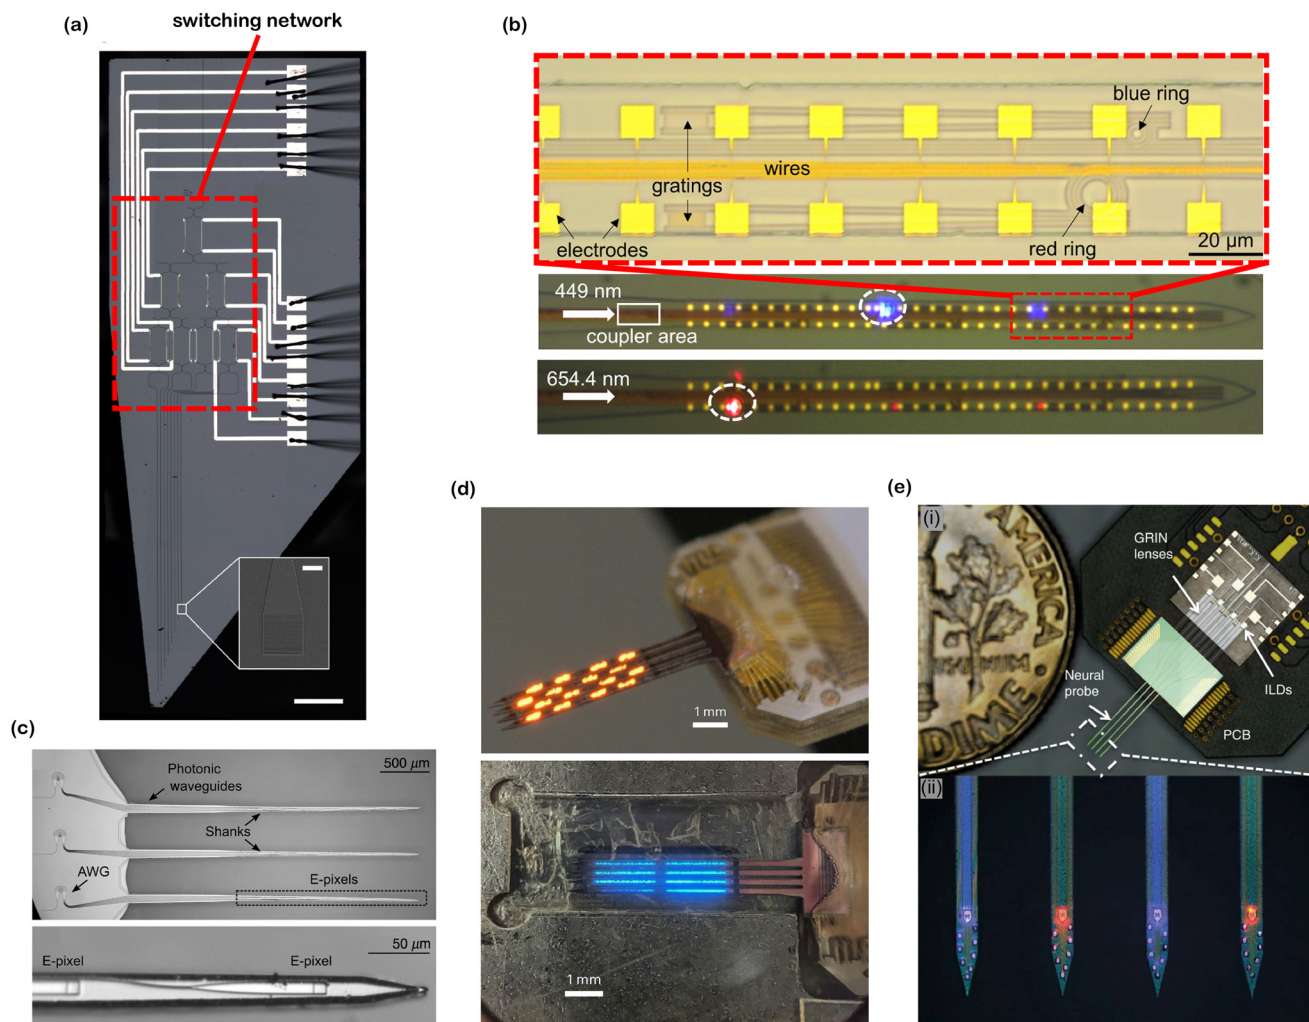 (a)
switching network
(b)
blue ring
wires
gratings
electrodes
red ring
20 µm
449 nm
coupler area
654.4 nm
(c)
500 µm
Photonic
waveguides
Shanks
AWG
E-pixels
50 µm
E-pixel
E-pixel
(d)
1 mm
1 mm
(e)
(i)
AMERICA
DIME
GRIN
lenses
Neural
probe
ILDs
PCB
(ii)